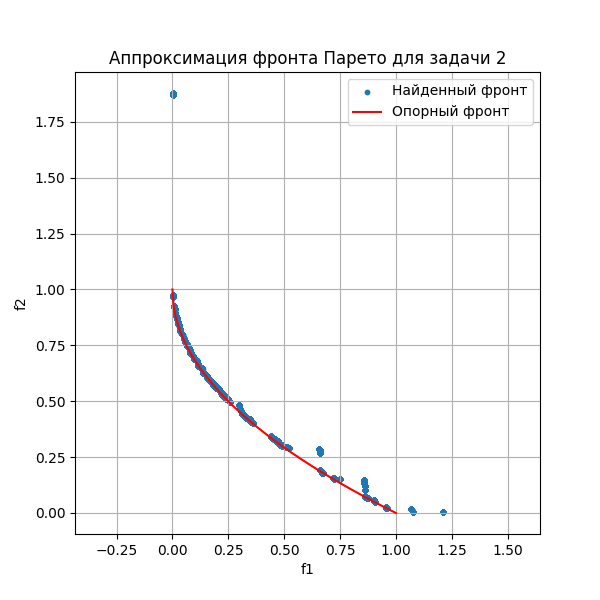 Аппроксимация фронта Парето для задачи 2
Найденный фронт
Опорный фронт
1.75
1.50
1.25
1.00
0.75
0.50
0.25
0.00
f2
−0.25 0.00 0.25 0.50 0.75 1.00 1.25 1.50
f1